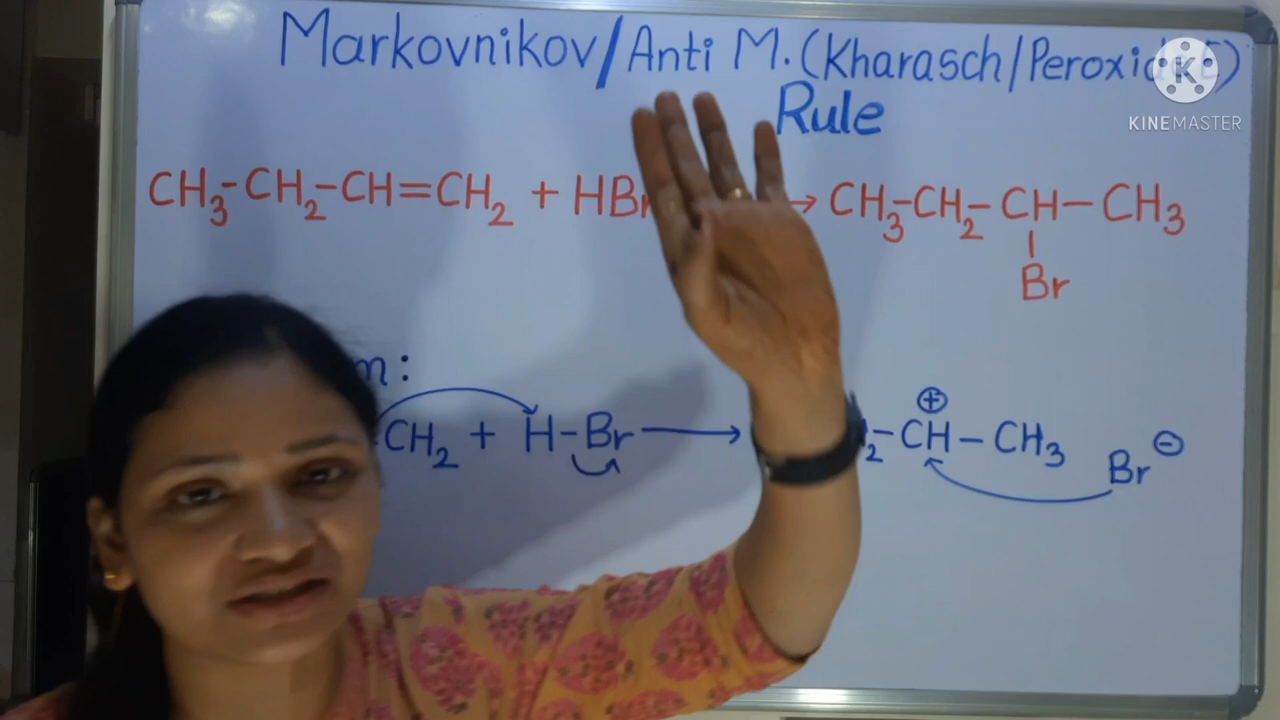 Markovnikov/Anti M. (Kharasch/
Rule
K
KINEMASTER
CH₃-CH₂-CH=CH₂ + HBr → CH₃-CH₂-CH-CH₃
Br
CH₂ + H-Br → -CH-CH₃ Br⊖
⊕